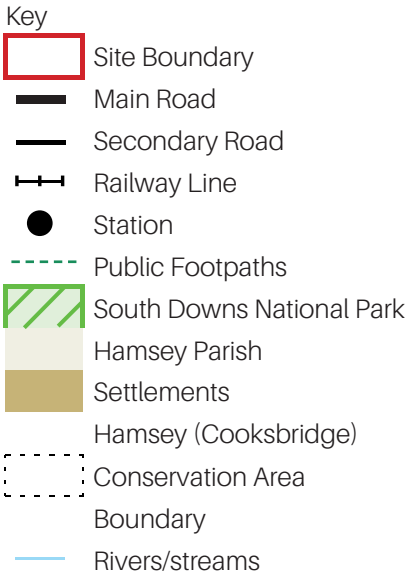 Key
Site Boundary
Main Road
Secondary Road
Railway Line
Station
Public Footpaths
South Downs National Park
Hamsey Parish
Settlements
Hamsey (Cooksbridge)
Conservation Area
Boundary
Rivers/streams